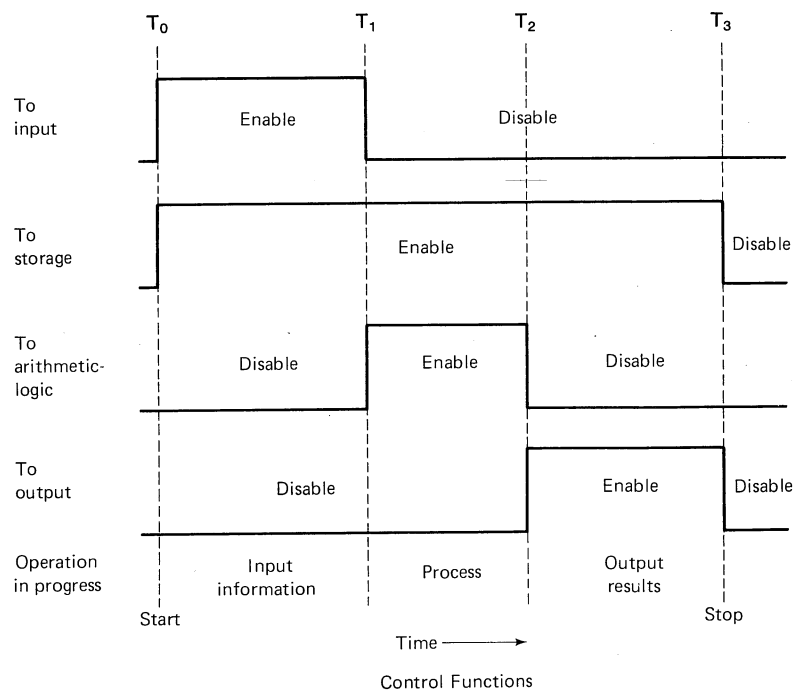 T0 T1 T2 T3
To
input
Enable Disable
To
storage
Enable Disable
To
arithmetic-
logic
Disable Enable Disable
To
output
Disable Enable Disable
Operation
in progress
Input
information
Process
Output
results
Start Stop
Time
Control Functions